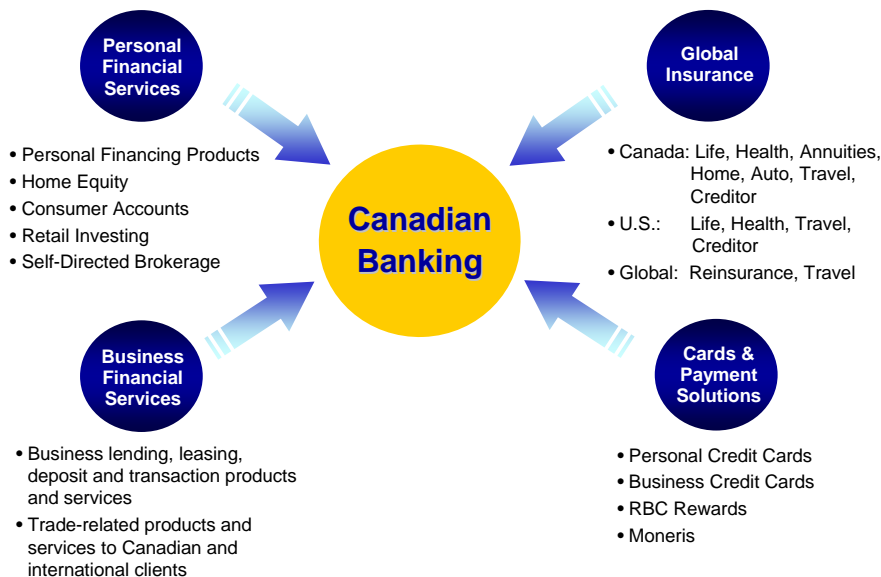 Personal
Financial
Services
• Personal Financing Products
• Home Equity
• Consumer Accounts
• Retail Investing
• Self-Directed Brokerage
Global
Insurance
• Canada: Life, Health, Annuities,
Home, Auto, Travel,
Creditor
• U.S.: Life, Health, Travel,
Creditor
• Global: Reinsurance, Travel
Canadian
Banking
Business
Financial
Services
• Business lending, leasing,
deposit and transaction products
and services
• Trade-related products and
services to Canadian and
international clients
Cards &
Payment
Solutions
• Personal Credit Cards
• Business Credit Cards
• RBC Rewards
• Moneris